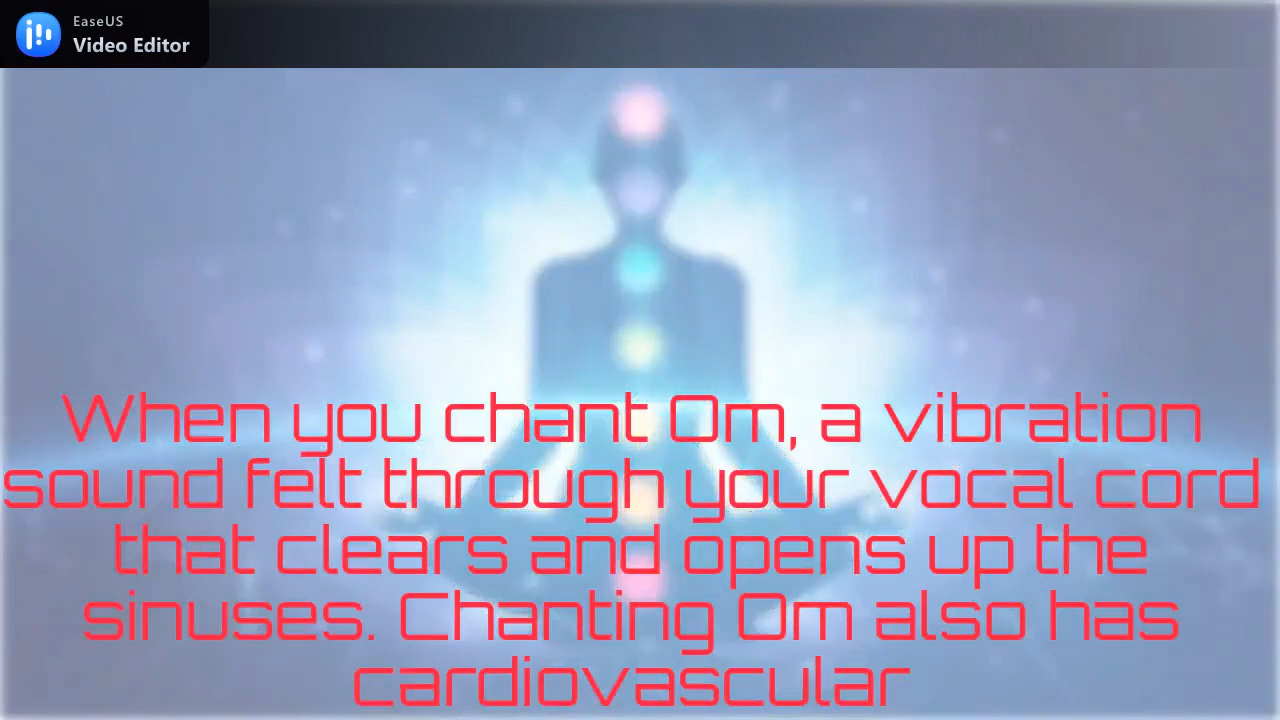 EaseUS
Video Editor
When you chant Om, a vibration
sound felt through your vocal cord
that clears and opens up the
sinuses. Chanting Om also has
cardiovascular